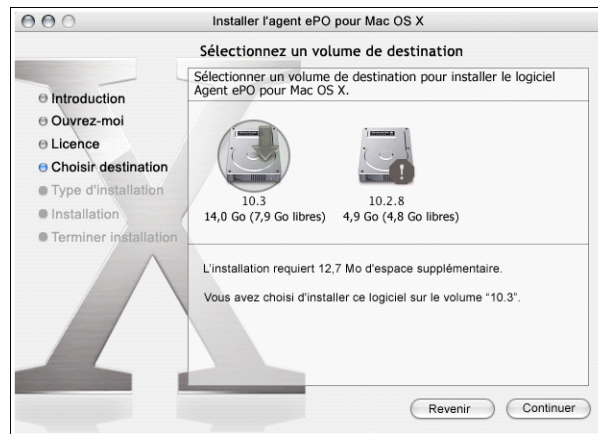 Installer l'agent ePO pour Mac OS X
Sélectionnez un volume de destination
Introduction
Ouvrez-moi
Licence
Choisir destination
Type d'installation
Installation
Terminer installation
Sélectionner un volume de destination pour installer le logiciel
Agent ePO pour Mac OS X.
10.3
14,0 Go (7,9 Go libres)
10.2.8
4,9 Go (4,8 Go libres)
L'installation requiert 12,7 Mo d'espace supplémentaire.
Vous avez choisi d'installer ce logiciel sur le volume “10.3”.
Revenir
Continuer